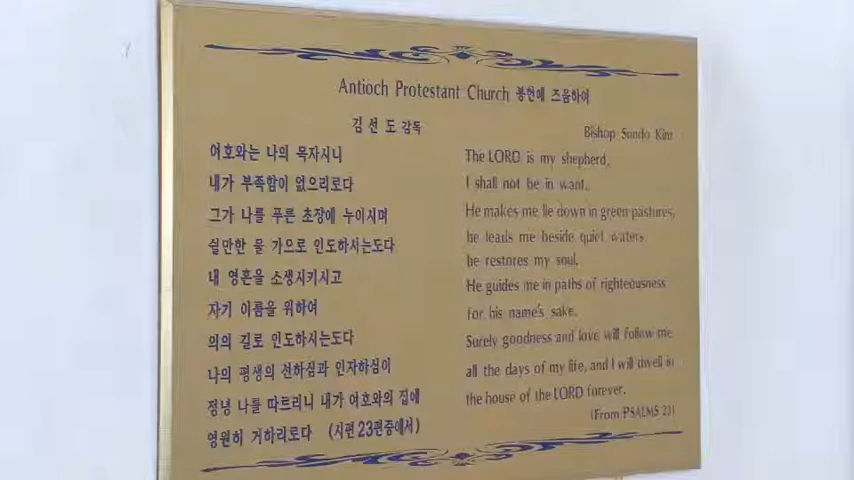 Antioch Protestant Church 봉헌에 즈음하여
김 선 도 감독
여호와는 나의 목자시니
내가 부족함이 없으리로다
그가 나를 푸른 초장에 누이시며
쉴만한 물 가으로 인도하시는도다
내 영혼을 소생시키시고
자기 이름을 위하여
의의 길로 인도하시는도다
나의 평생의 선하심과 인자하심이
정녕 나를 따르리니 내가 여호와의 집에
영원히 거하리로다 (시편 23편중에서)
Bishop Sundo Kim
The LORD is my shepherd,
I shall not be in want.
He makes me lie down in green pastures,
he leads me beside quiet waters
he restores my soul.
He guides me in paths of righteousness
for his name's sake.
Surely goodness and love will follow me
all the days of my life, and I will dwell in
the house of the LORD forever.
(From PSALMS 23)